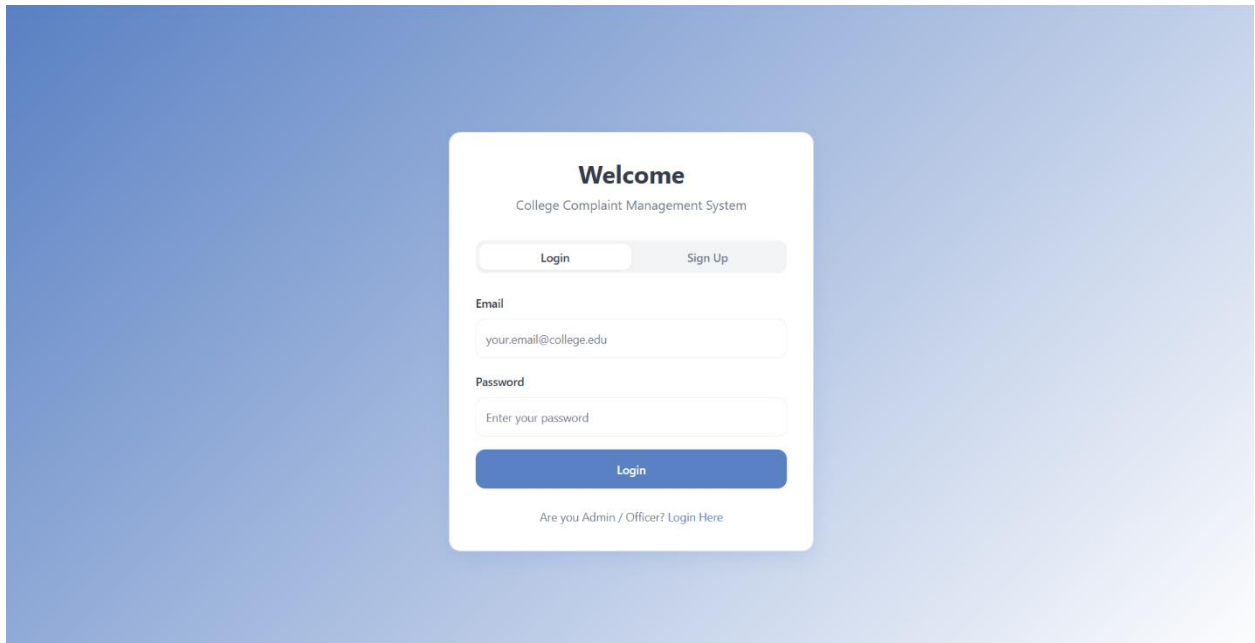 Welcome
College Complaint Management System
Login Sign Up
Email
your.email@college.edu
Password
Enter your password
Login
Are you Admin / Officer? Login Here